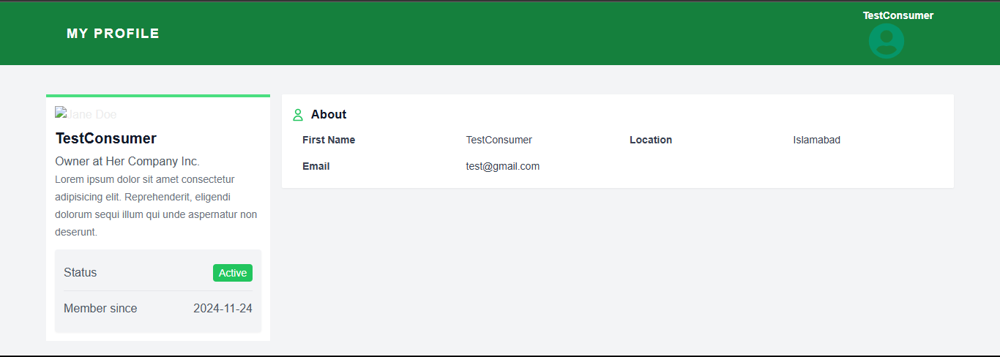 TestConsumer
MY PROFILE
Jane Doe
TestConsumer
Owner at Her Company Inc.
Lorem ipsum dolor sit amet consectetur
adipisicing elit. Reprehenderit, eligendi
dolorum sequi illum qui unde aspernatur non
deserunt.
Status Active
Member since 2024-11-24
About
First Name TestConsumer Location Islamabad
Email test@gmail.com